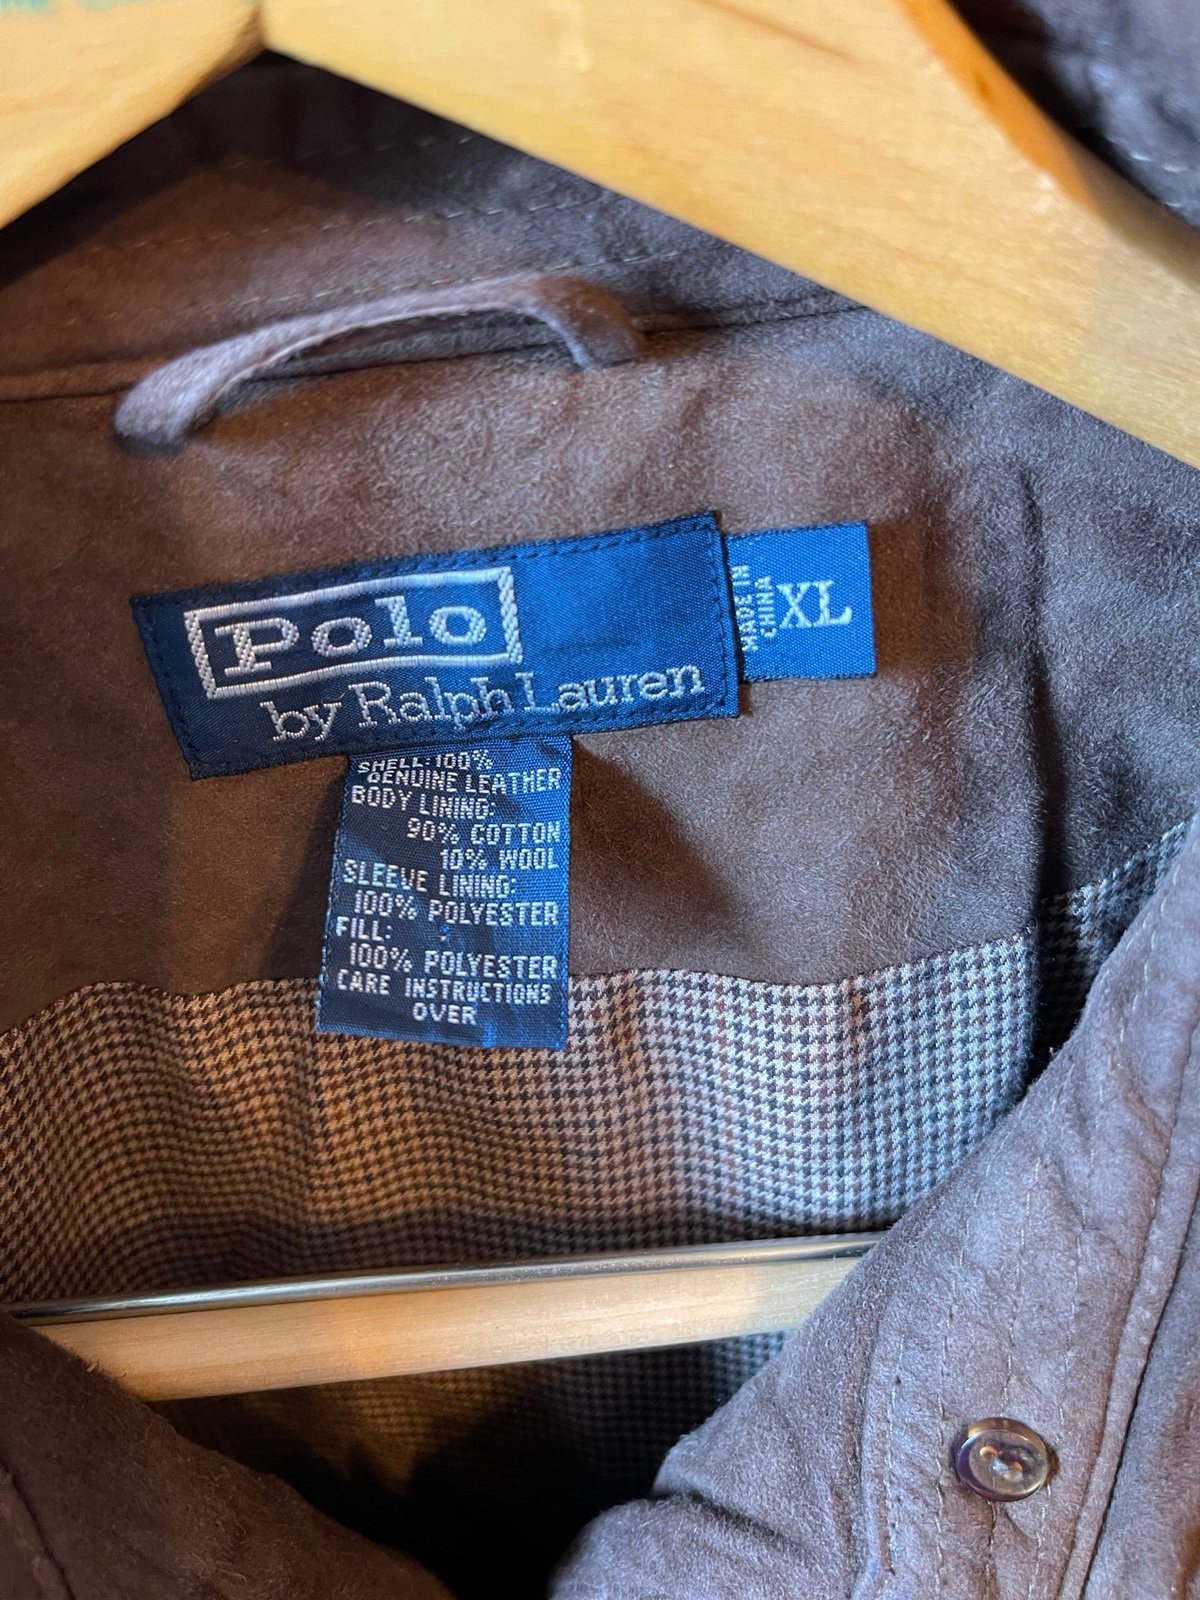 Polo
by Ralph Lauren
MADE IN
CHINA
XL
SHELL: 100%
GENUINE LEATHER
BODY LINING:
90% COTTON
10% WOOL
SLEEVE LINING:
100% POLYESTER
FILL:
100% POLYESTER
CARE INSTRUCTIONS
OVER